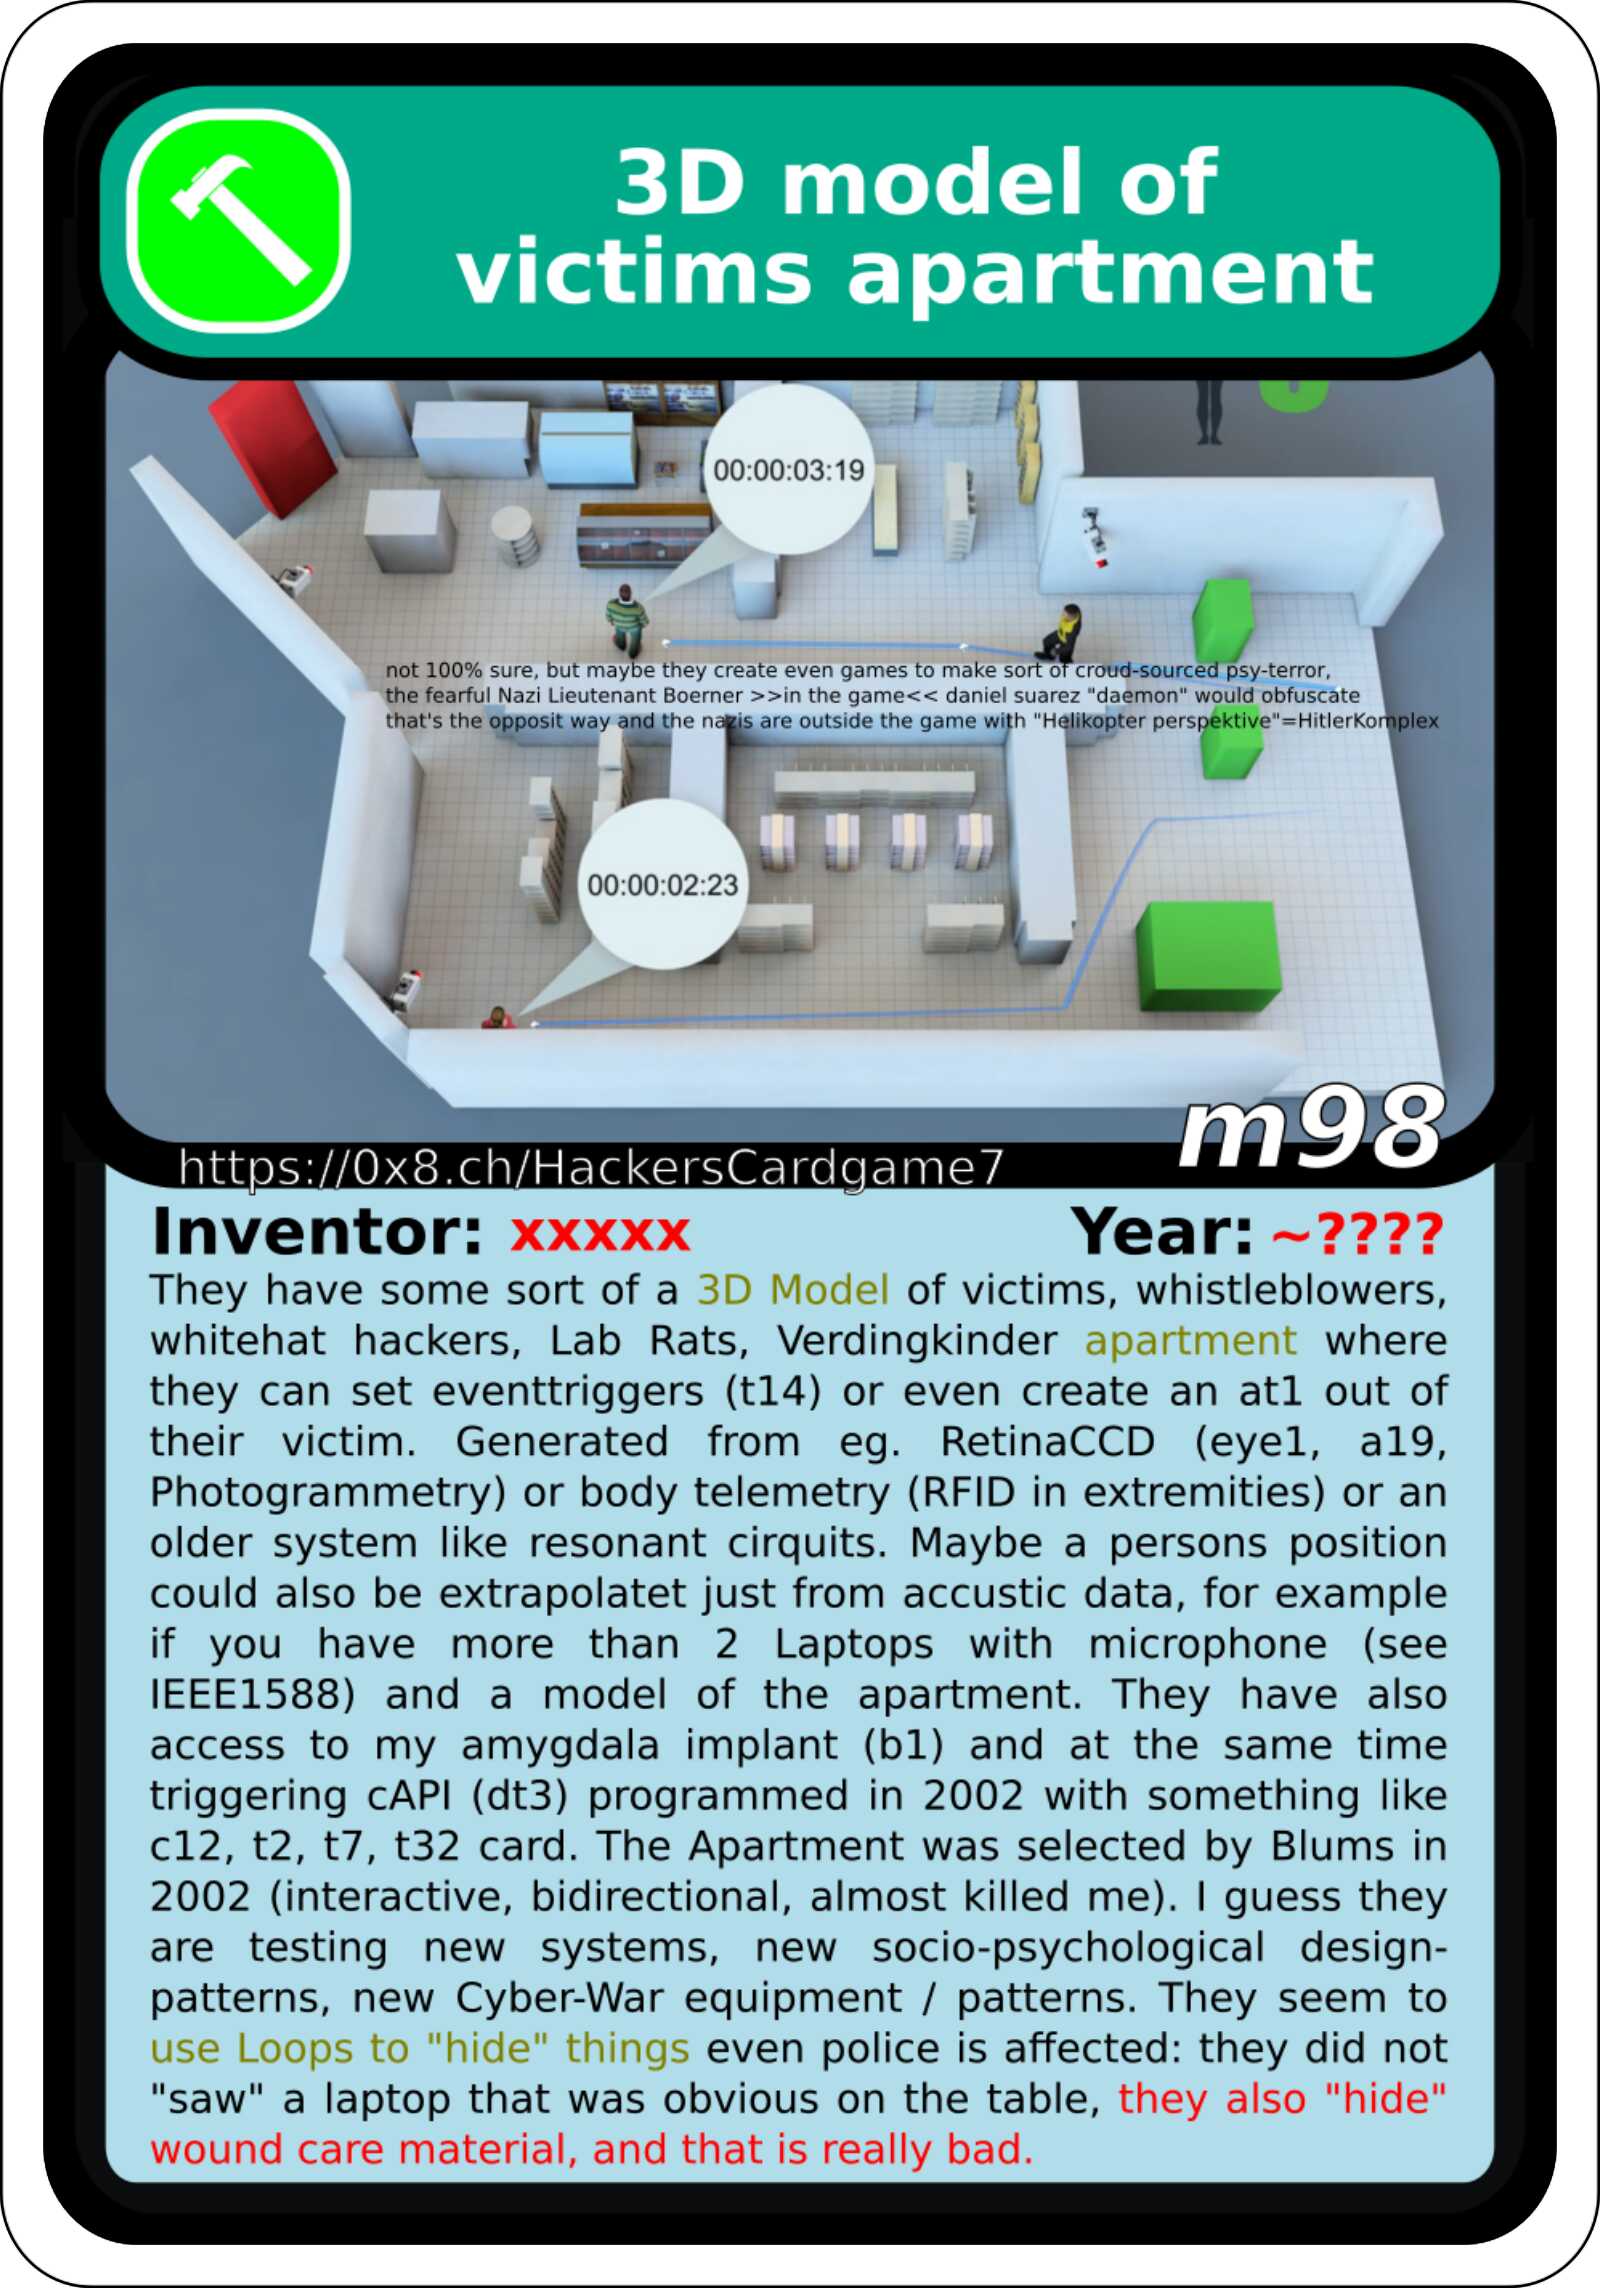 3D model of
victims apartment
00:00:03:19
not 100% sure, but maybe they create even games to make sort of croud-sourced psy-terror,
the fearful Nazi Lieutenant Boerner >>in the game<< daniel suarez "daemon" would obfuscate
that's the opposit way and the nazis are outside the game with "Helikopter perspektive"=HitlerKomplex
00:00:02:23
m98
https://0x8.ch/HackersCardgame7
Inventor: xxxxx Year: ~????
They have some sort of a 3D Model of victims, whistleblowers,
whitehat hackers, Lab Rats, Verdingkinder apartment where
they can set eventtriggers (t14) or even create an at1 out of
their victim. Generated from eg. RetinaCCD (eye1, a19,
Photogrammetry) or body telemetry (RFID in extremities) or an
older system like resonant cirquits. Maybe a persons position
could also be extrapolatet just from accustic data, for example
if you have more than 2 Laptops with microphone (see
IEEE1588) and a model of the apartment. They have also
access to my amygdala implant (b1) and at the same time
triggering cAPI (dt3) programmed in 2002 with something like
c12, t2, t7, t32 card. The Apartment was selected by Blums in
2002 (interactive, bidirectional, almost killed me). I guess they
are testing new systems, new socio-psychological design-
patterns, new Cyber-War equipment / patterns. They seem to
use Loops to "hide" things even police is affected: they did not
"saw" a laptop that was obvious on the table, they also "hide"
wound care material, and that is really bad.